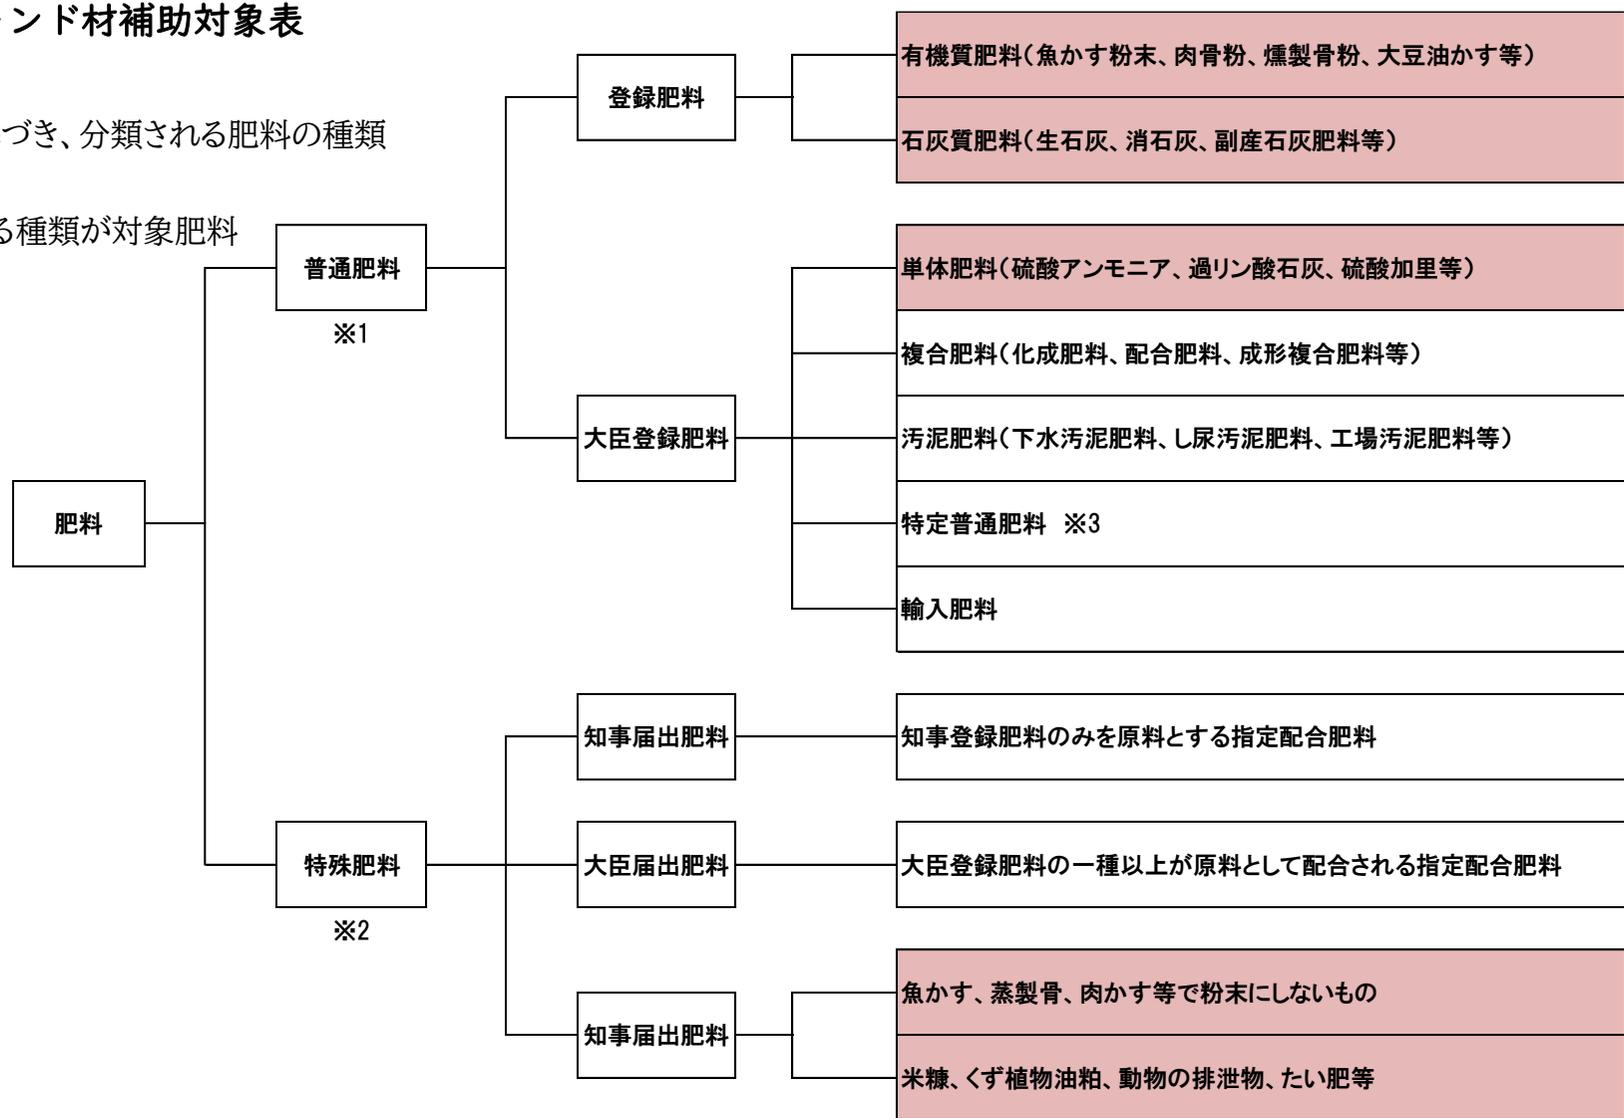 ンド材補助対象表
づき、分類される肥料の種類
る種類が対象肥料
肥料
普通肥料
※1
登録肥料
有機質肥料（魚かす粉末、肉骨粉、燻製骨粉、大豆油かす等）
石灰質肥料（生石灰、消石灰、副産石灰肥料等）
大臣登録肥料
単体肥料（硫酸アンモニア、過リン酸石灰、硫酸加里等）
複合肥料（化成肥料、配合肥料、成形複合肥料等）
汚泥肥料（下水汚泥肥料、し尿汚泥肥料、工場汚泥肥料等）
特定普通肥料　※3
輸入肥料
特殊肥料
※2
知事届出肥料
知事登録肥料のみを原料とする指定配合肥料
大臣届出肥料
大臣登録肥料の一種以上が原料として配合される指定配合肥料
知事届出肥料
魚かす、蒸製骨、肉かす等で粉末にしないもの
米糠、くず植物油粕、動物の排泄物、たい肥等